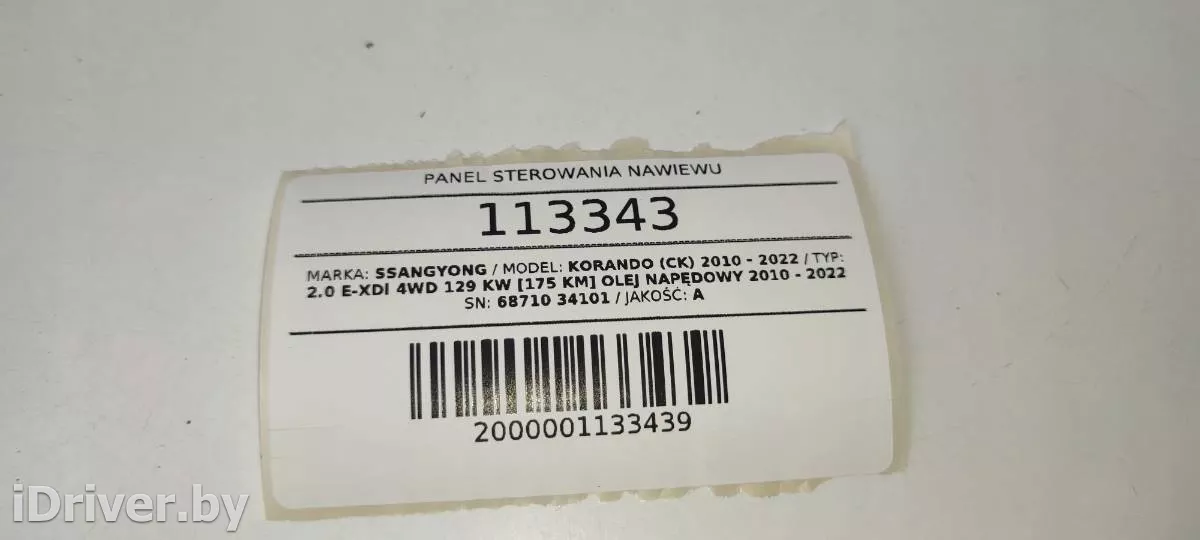 PANEL STEROWANIA NAWIEWU
113343
MARKA: SSANGYONG / MODEL: KORANDO (CK) 2010 - 2022 / TYP:
2.0 E-XDI 4WD 129 KW [175 KM] OLEJ NAPĘDOWY 2010 - 2022
SN: 68710 34101 / JAKOŚĆ: A
2000001133439
iDriver.by